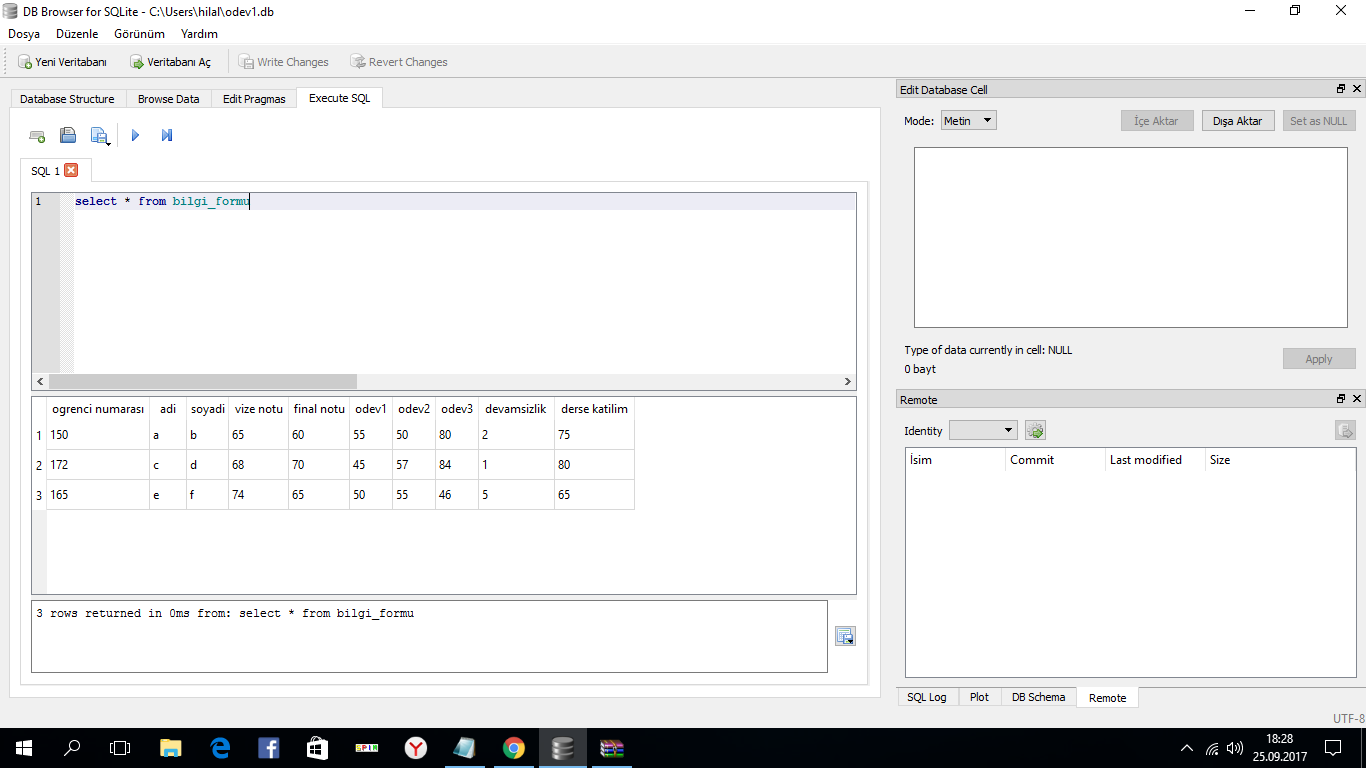 DB Browser for SQLite - C:\Users\hilal\odev1.db
Dosya Düzenle Görünüm Yardım
Yeni Veritabanı Veritabanı Aç Write Changes Revert Changes
Database Structure Browse Data Edit Pragmas Execute SQL
SQL 1
1 select * from bilgi_formu
ogrenci numarası adi soyadi vize notu final notu odev1 odev2 odev3 devamsizlik derse katilim
1 150 a b 65 60 55 50 80 2 75
2 172 c d 68 70 45 57 84 1 80
3 165 e f 74 65 50 55 46 5 65
3 rows returned in 0ms from: select * from bilgi_formu
Edit Database Cell
Mode: Metin İçe Aktar Dışa Aktar Set as NULL
Type of data currently in cell: NULL
0 bayt
Apply
Remote
Identity
İsim Commit Last modified Size
SQL Log Plot DB Schema Remote
UTF-8
SPIN
18:28
25.09.2017